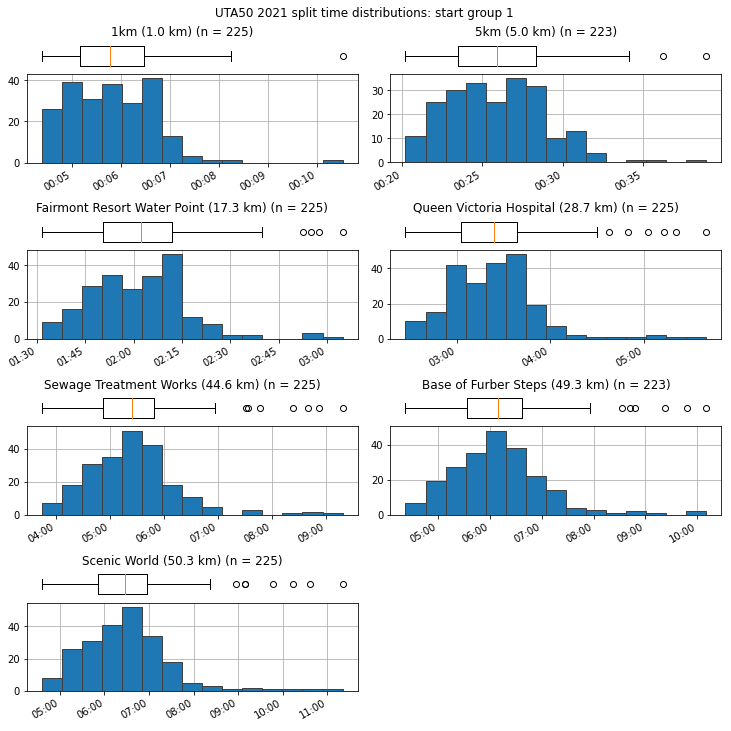 UTA50 2021 split time distributions: start group 1
1km (1.0 km) (n = 225)
40
20
0
00:05 00:06 00:07 00:08 00:09 00:10
5km (5.0 km) (n = 223)
30
20
10
0
00:20 00:25 00:30 00:35
Fairmont Resort Water Point (17.3 km) (n = 225)
40
20
0
01:30 01:45 02:00 02:15 02:30 02:45 03:00
Queen Victoria Hospital (28.7 km) (n = 225)
40
20
0
03:00 04:00 05:00
Sewage Treatment Works (44.6 km) (n = 225)
40
20
0
04:00 05:00 06:00 07:00 08:00 09:00
Base of Furber Steps (49.3 km) (n = 223)
40
20
0
05:00 06:00 07:00 08:00 09:00 10:00
Scenic World (50.3 km) (n = 225)
40
20
0
05:00 06:00 07:00 08:00 09:00 10:00 11:00